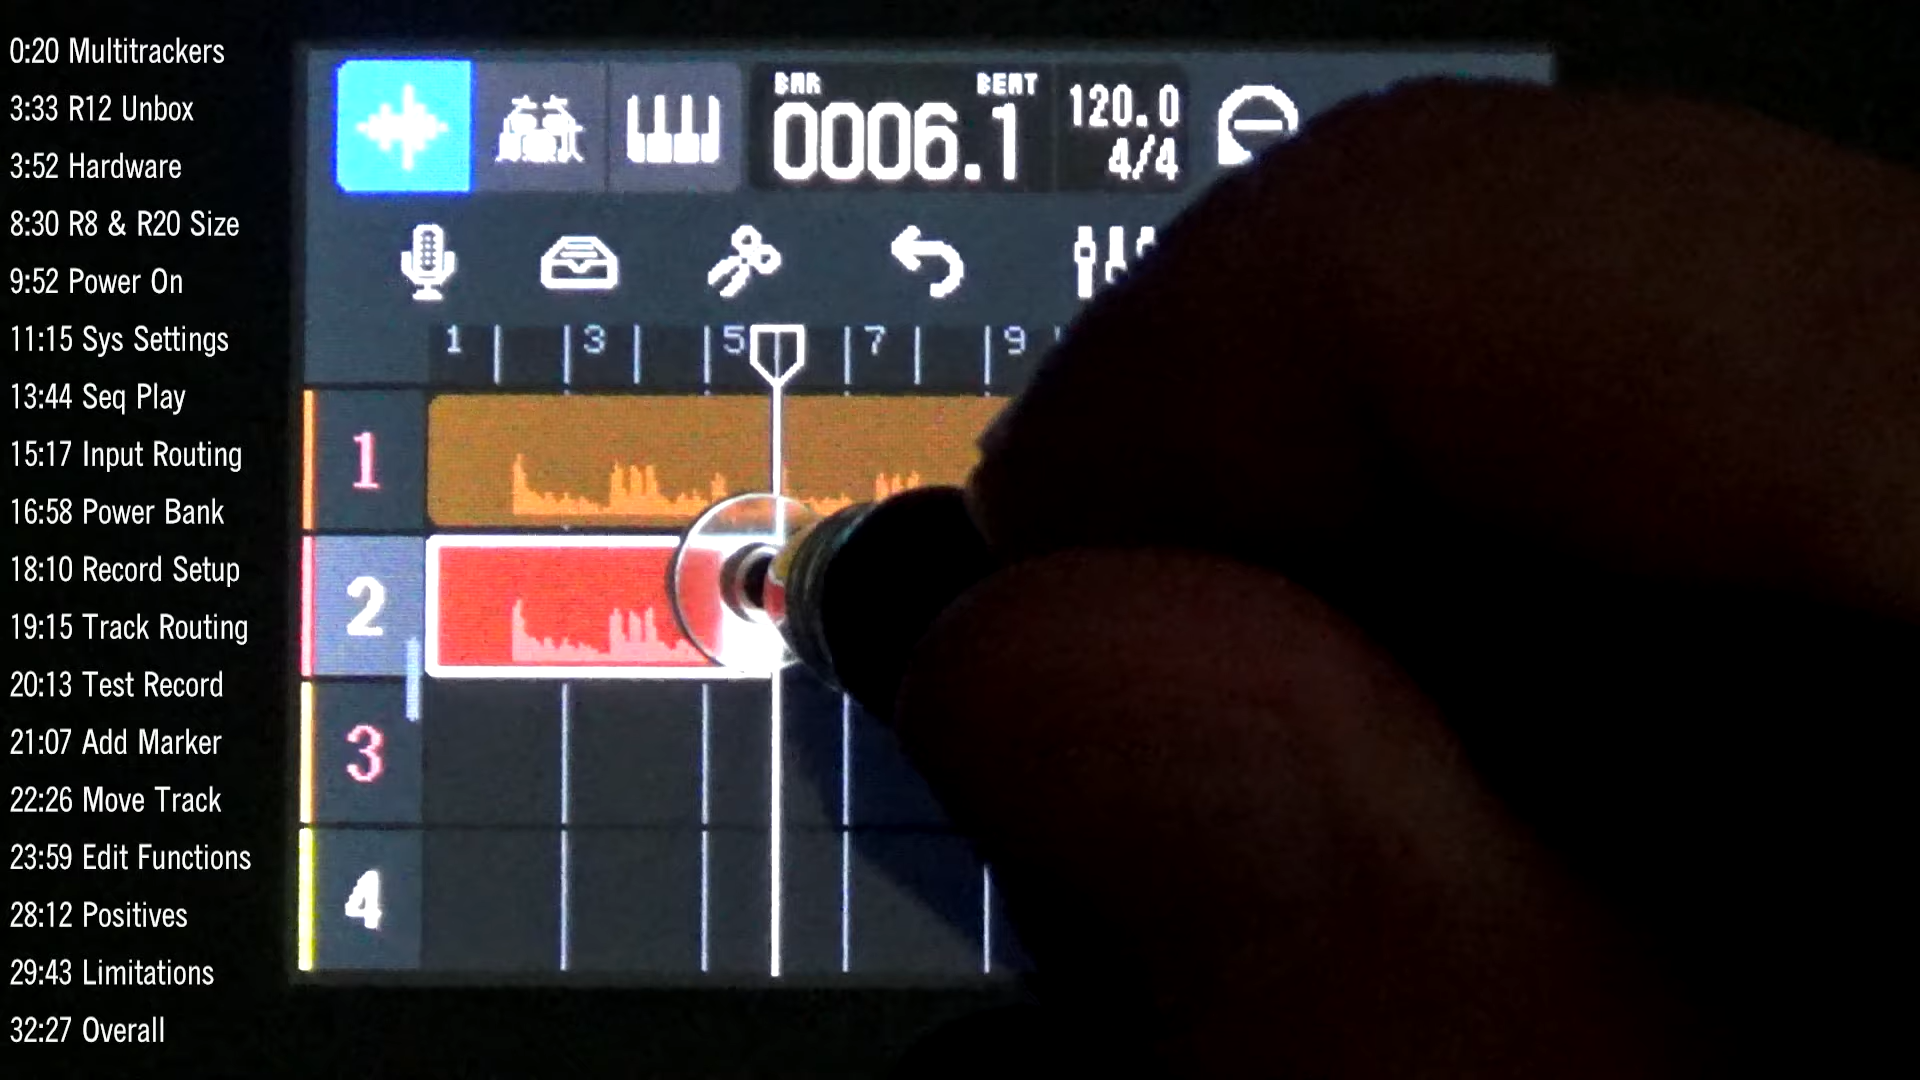 0:20 Multitrackers
3:33 R12 Unbox
3:52 Hardware
8:30 R8 & R20 Size
9:52 Power On
11:15 Sys Settings
13:44 Seq Play
15:17 Input Routing
16:58 Power Bank
18:10 Record Setup
19:15 Track Routing
20:13 Test Record
21:07 Add Marker
22:26 Move Track
23:59 Edit Functions
28:12 Positives
29:43 Limitations
32:27 Overall
BAR BEAT
0006.1
120.0
4/4
1 3 5 7 9
1
2
3
4